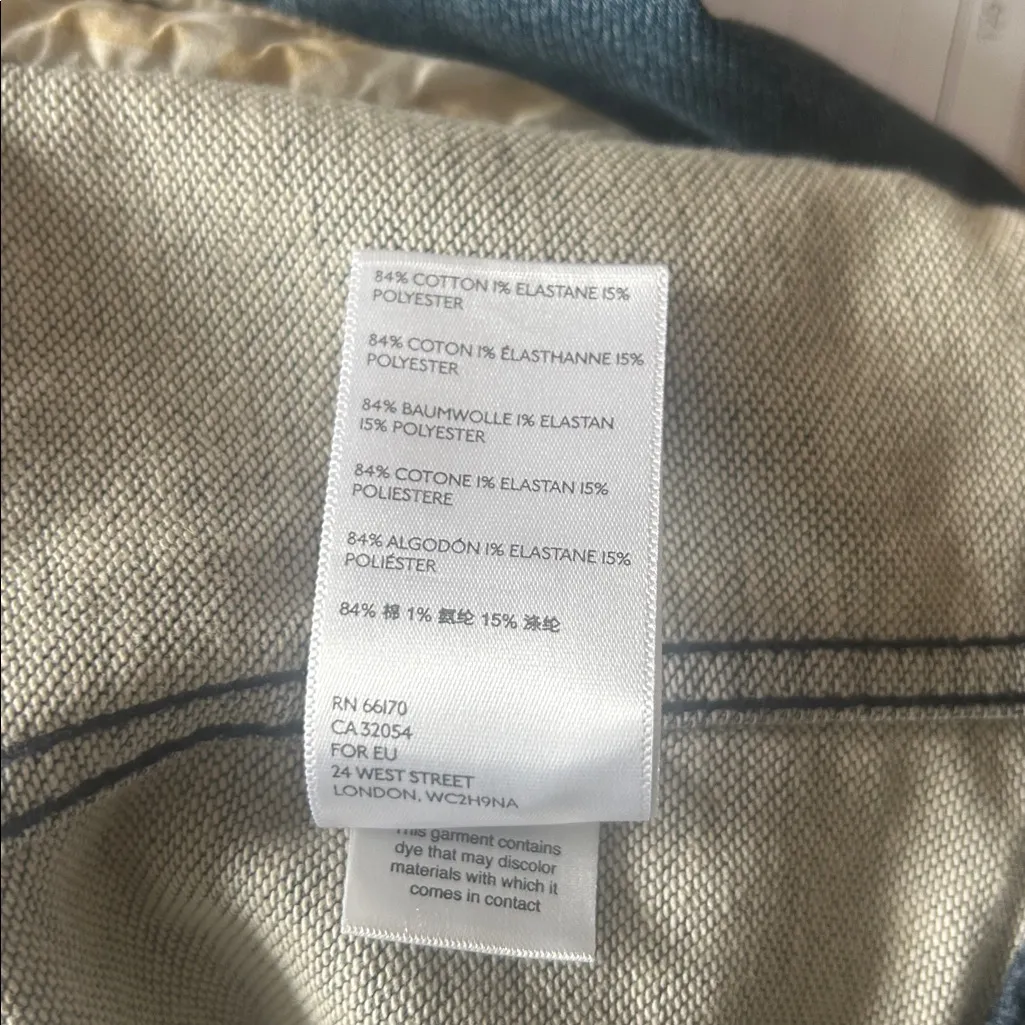 84% COTTON 1% ELASTANE 15%
POLYESTER
84% COTON 1% ÉLASTHANNE 15%
POLYESTER
84% BAUMWOLLE 1% ELASTAN
15% POLYESTER
84% COTONE 1% ELASTAN 15%
POLIESTERE
84% ALGODÓN 1% ELASTANE 15%
POLIÉSTER
84% 棉 1% 氨纶 15% 涤纶
RN 66170
CA 32054
FOR EU
24 WEST STREET
LONDON, WC2H9NA
This garment contains
dye that may discolor
materials with which it
comes in contact